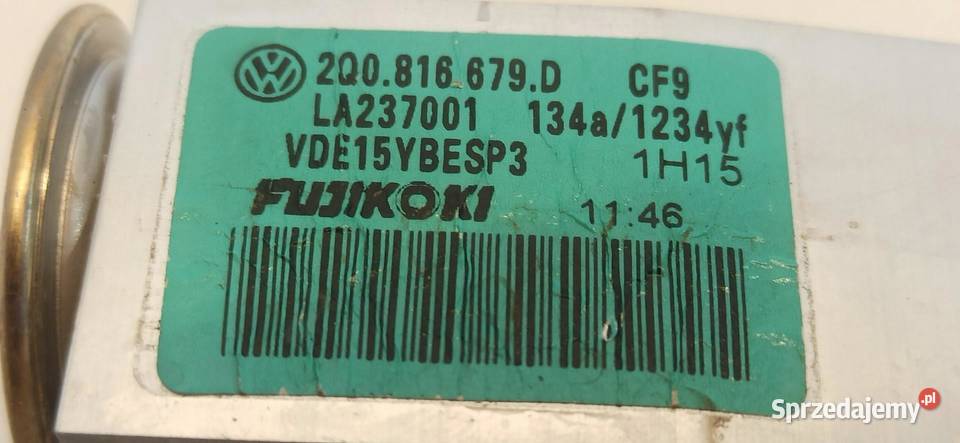 2Q0.816.679.D CF9
LA237001 134a/1234yf
VDE15YBESP3 1H15
FUJIKOKI 11:46
Sprzedajemy.pl